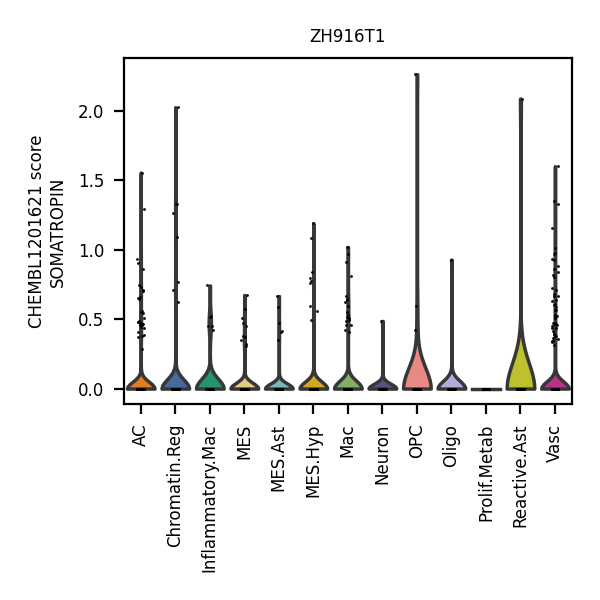 ZH916T1
CHEMBL1201621 score
SOMATROPIN
2.0
1.5
1.0
0.5
0.0
AC
Chromatin.Reg
Inflammatory.Mac
MES
MES.Ast
MES.Hyp
Mac
Neuron
OPC
Oligo
Prolif.Metab
Reactive.Ast
Vasc